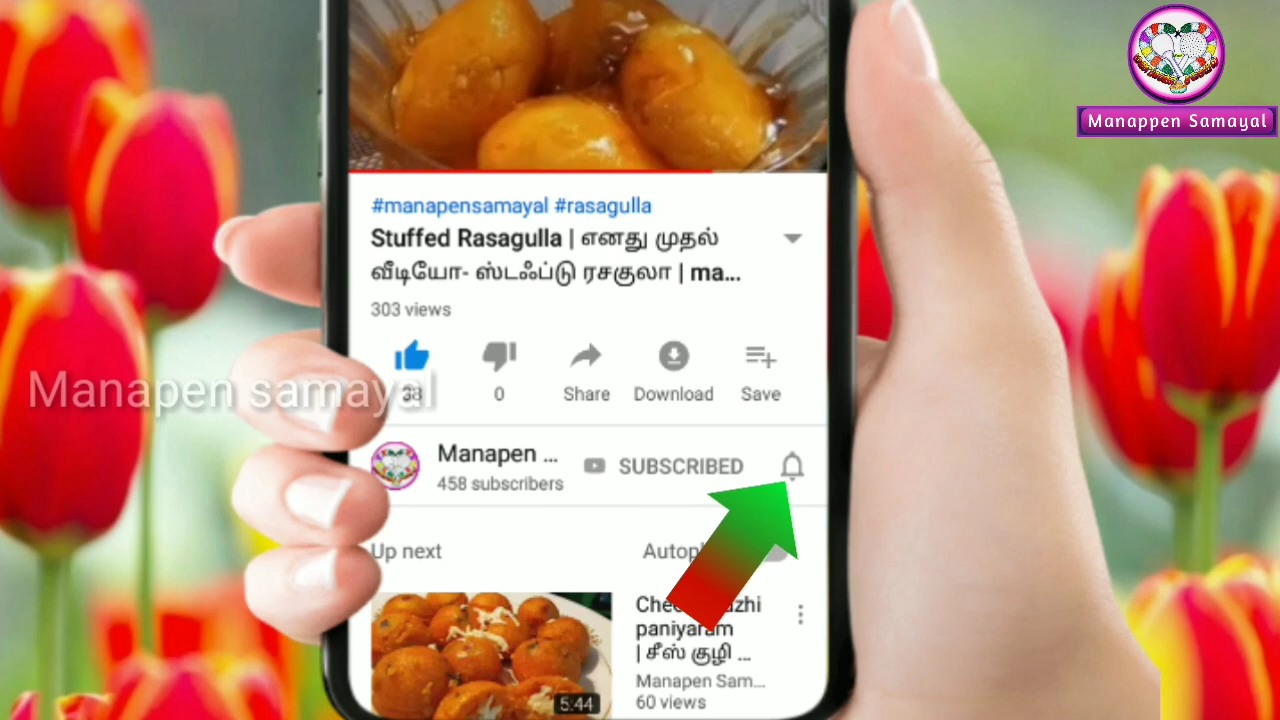 Manappen Samayal
#manapensamayal #rasagulla
Stuffed Rasagulla | எனது முதல்
வீடியோ- ஸ்டஃப்டு ரசகுலா | ma...
303 views
38 0 Share Download Save
Manapen samayal
Manapen ...
SUBSCRIBED
458 subscribers
Up next
paniyaram
| சீஸ் குழி ...
Manapen Sam...
60 views
5:44